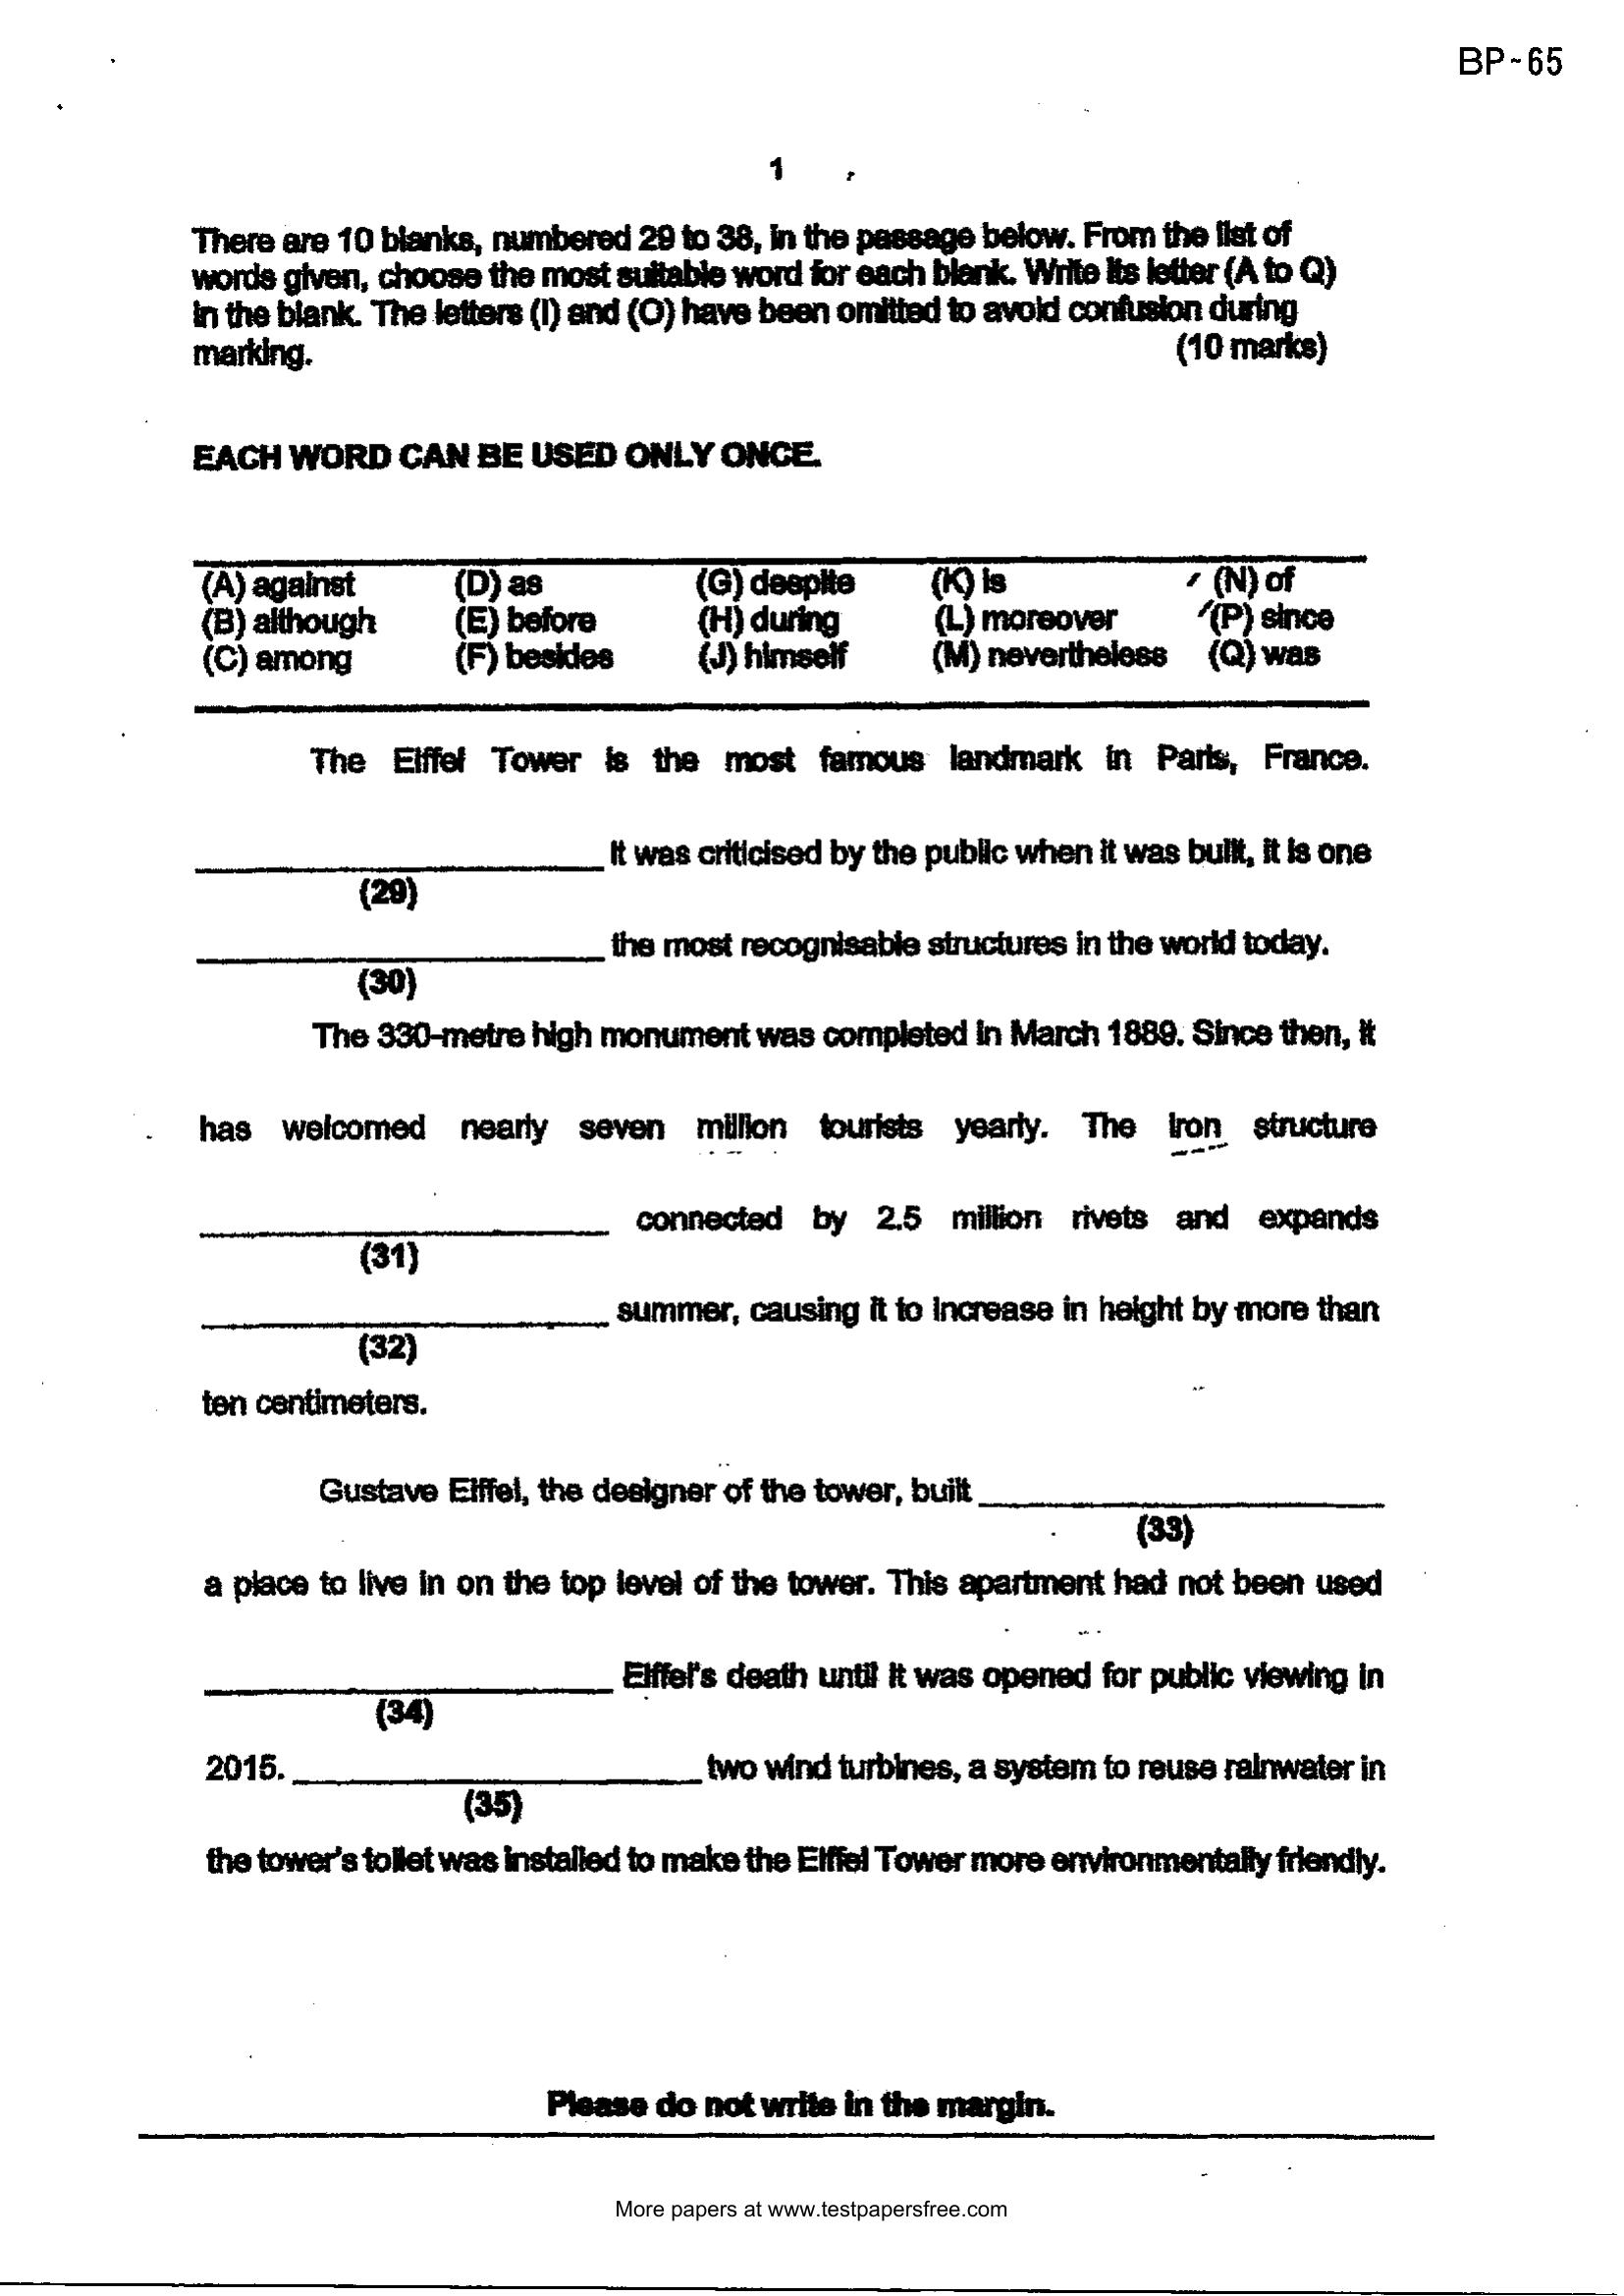 BP-65
1
There are 10 blanks, numbered 29 to 38, in the passage below. From the list of
words given, choose the most suitable word for each blank. Write its letter (A to Q)
in the blank. The letters (I) and (O) have been omitted to avoid confusion during
marking. (10 marks)
EACH WORD CAN BE USED ONLY ONCE.
(A) against (D) as (G) despite (K) is (N) of
(B) although (E) before (H) during (L) moreover (P) since
(C) among (F) besides (J) himself (M) nevertheless (Q) was
The Eiffel Tower is the most famous landmark in Paris, France.
it was criticised by the public when it was built, it is one
(29)
the most recognisable structures in the world today.
(30)
The 330-metre high monument was completed in March 1889. Since then, it
has welcomed nearly seven million tourists yearly. The iron structure
connected by 2.5 million rivets and expands
(31)
summer, causing it to increase in height by more than
(32)
ten centimeters.
Gustave Eiffel, the designer of the tower, built
(33)
a place to live in on the top level of the tower. This apartment had not been used
Eiffel's death until it was opened for public viewing in
(34)
2015. two wind turbines, a system to reuse rainwater in
(35)
the tower's toilet was installed to make the Eiffel Tower more environmentally friendly.
Please do not write in the margin.
More papers at www.testpapersfree.com